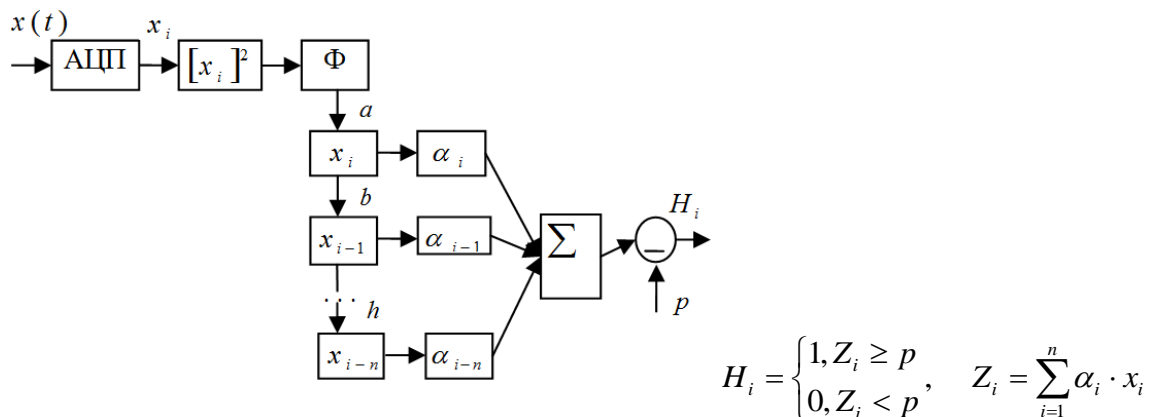 x(t) x_i
АЦП [x_i]^2 Ф
a
x_i α_i
b
x_{i-1} α_{i-1} Σ − H_i
.... h p
x_{i-n} α_{i-n}
H_i = {1, Z_i ≥ p
0, Z_i < p , Z_i = \sum_{i=1}^{n} α_i · x_i